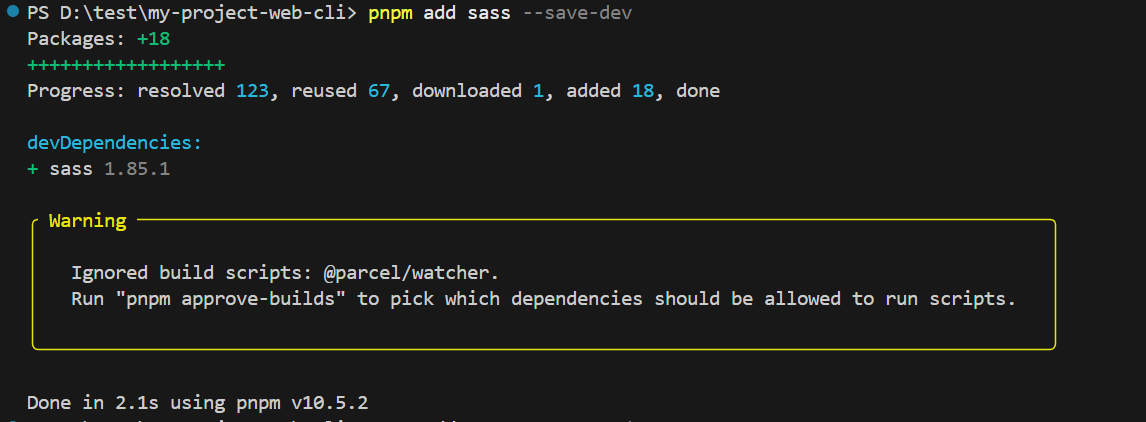 PS D:\test\my-project-web-cli> pnpm add sass --save-dev
Packages: +18
++++++++++++++++++
Progress: resolved 123, reused 67, downloaded 1, added 18, done
devDependencies:
+ sass 1.85.1
Warning
Ignored build scripts: @parcel/watcher.
Run "pnpm approve-builds" to pick which dependencies should be allowed to run scripts.
Done in 2.1s using pnpm v10.5.2